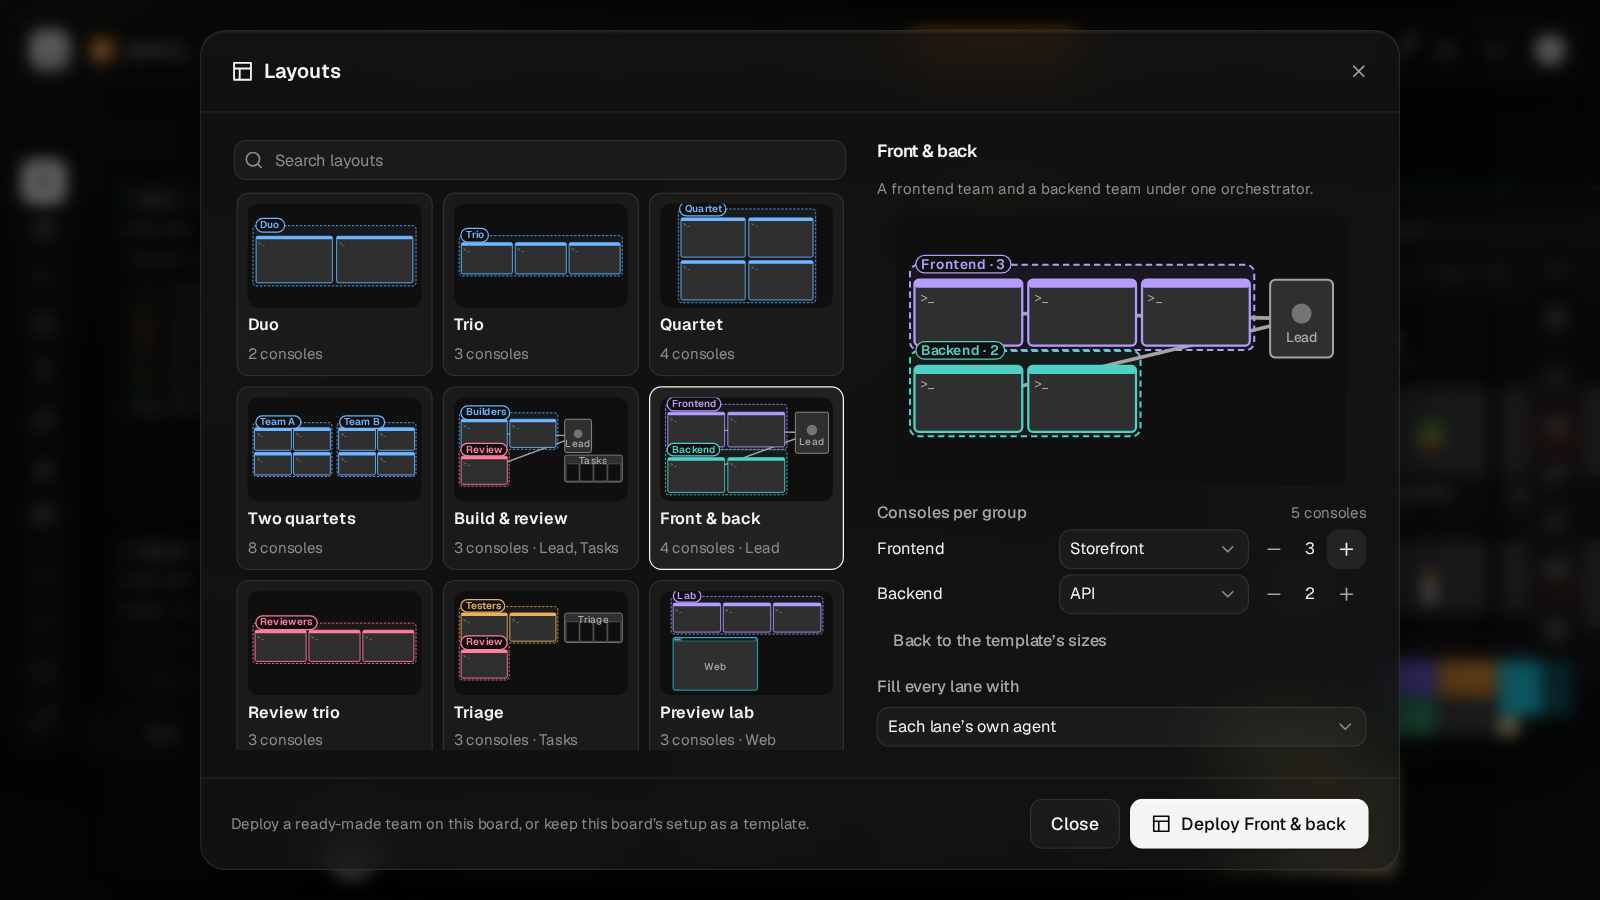 Layouts
Search layouts
Duo
Duo
2 consoles
Trio
Trio
3 consoles
Quartet
Quartet
4 consoles
Team A
Team B
Two quartets
8 consoles
Builders
Review
Lead
Tasks
Build & review
3 consoles · Lead, Tasks
Frontend
Backend
Lead
Front & back
4 consoles · Lead
Reviewers
Review trio
3 consoles
Testers
Review
Triage
Triage
3 consoles · Tasks
Lab
Web
Preview lab
3 consoles · Web
Front & back
A frontend team and a backend team under one orchestrator.
Frontend · 3
>_
>_
>_
Lead
Backend · 2
>_
>_
Consoles per group
5 consoles
Frontend
Storefront
− 3 +
Backend
API
− 2 +
Back to the template’s sizes
Fill every lane with
Each lane’s own agent
Deploy a ready-made team on this board, or keep this board’s setup as a template.
Close
Deploy Front & back